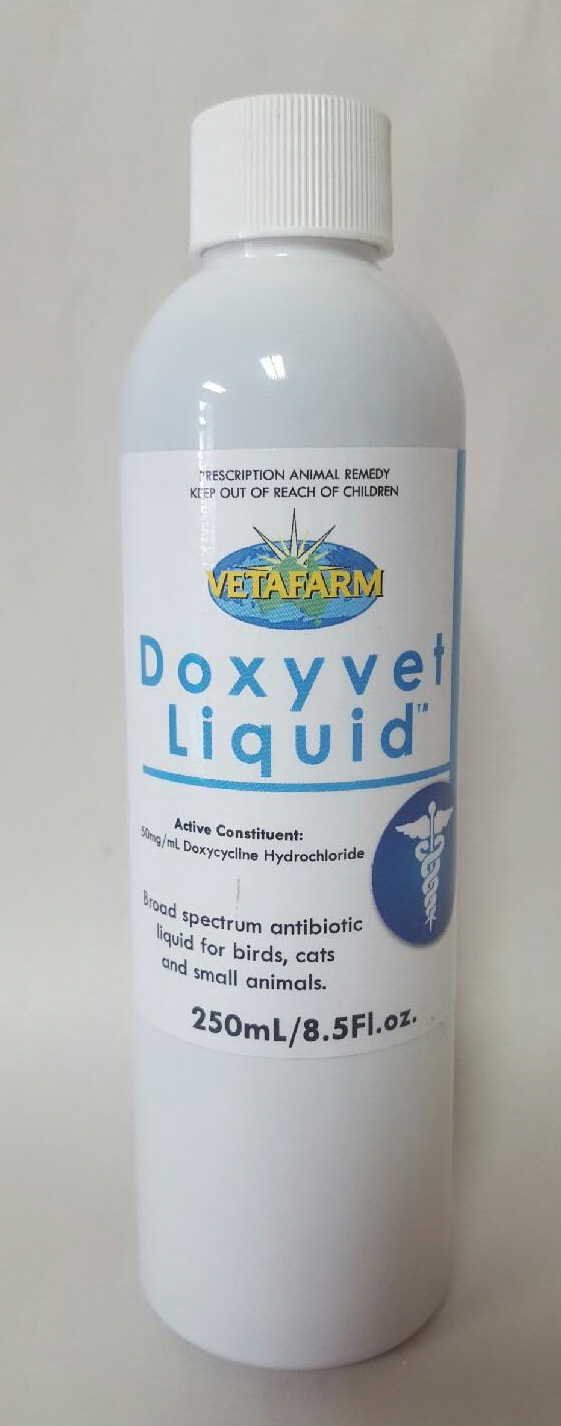 PRESCRIPTION ANIMAL REMEDY
KEEP OUT OF REACH OF CHILDREN
VETAFARM
Doxyvet
Liquid™
Active Constituent:
50mg/mL Doxycycline Hydrochloride
Broad spectrum antibiotic
liquid for birds, cats
and small animals.
250mL/8.5Fl.oz.